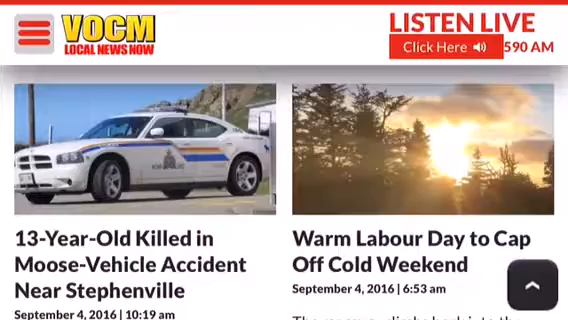 VOCM
LOCAL NEWS NOW
LISTEN LIVE
Click Here
590 AM
13-Year-Old Killed in
Moose-Vehicle Accident
Near Stephenville
September 4, 2016 | 10:19 am
Warm Labour Day to Cap
Off Cold Weekend
September 4, 2016 | 6:53 am